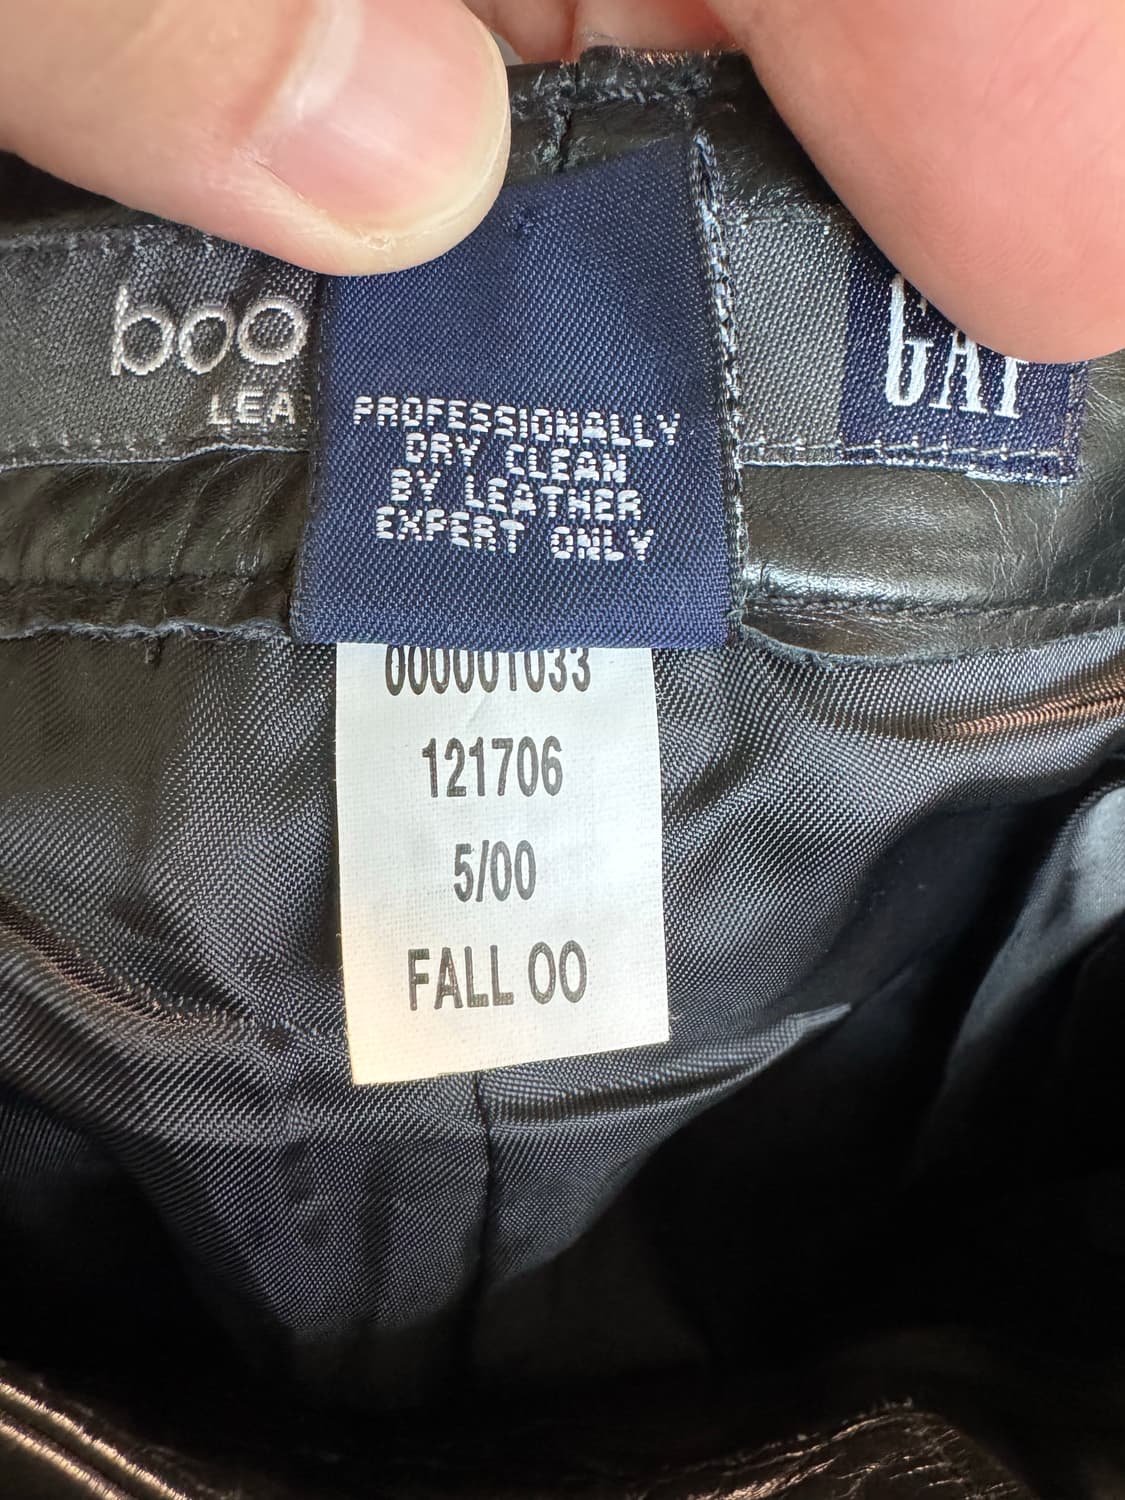 boo
LEA
GAP
PROFESSIONALLY
DRY CLEAN
BY LEATHER
EXPERT ONLY
000001033
121706
5/00
FALL 00